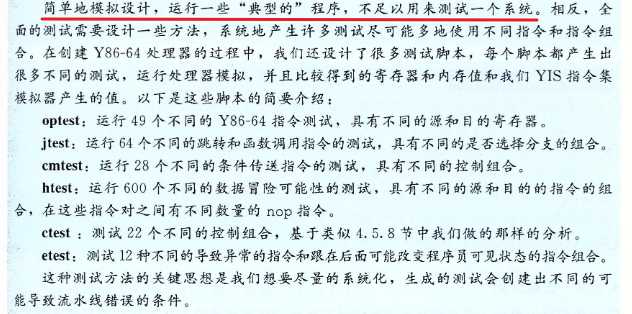 简单地模拟设计，运行一些“典型的”程序，不足以用来测试一个系统。相反，全
面的测试需要设计一些方法，系统地产生许多测试尽可能多地使用不同指令和指令组
合。在创建 Y86-64 处理器的过程中，我们还设计了很多测试脚本，每个脚本都产生出
很多不同的测试，运行处理器模拟，并且比较得到的寄存器和内存值和我们 YIS 指令集
模拟器产生的值。以下是这些脚本的简要介绍：
optest：运行 49 个不同的 Y86-64 指令测试，具有不同的源和目的寄存器。
jtest：运行 64 个不同的跳转和函数调用指令的测试，具有不同的是否选择分支的组合。
cmtest：运行 28 个不同的条件传送指令的测试，具有不同的控制组合。
htest：运行 600 个不同的数据冒险可能性的测试，具有不同的源和目的的指令的组
合，在这些指令对之间有不同数量的 nop 指令。
ctest：测试 22 个不同的控制组合，基于类似 4.5.8 节中我们做的那样的分析。
etest：测试 12 种不同的导致异常的指令和跟在后面可能改变程序员可见状态的指令组合。
这种测试方法的关键思想是我们想要尽量的系统化，生成的测试会创建出不同的可
能导致流水线错误的条件。